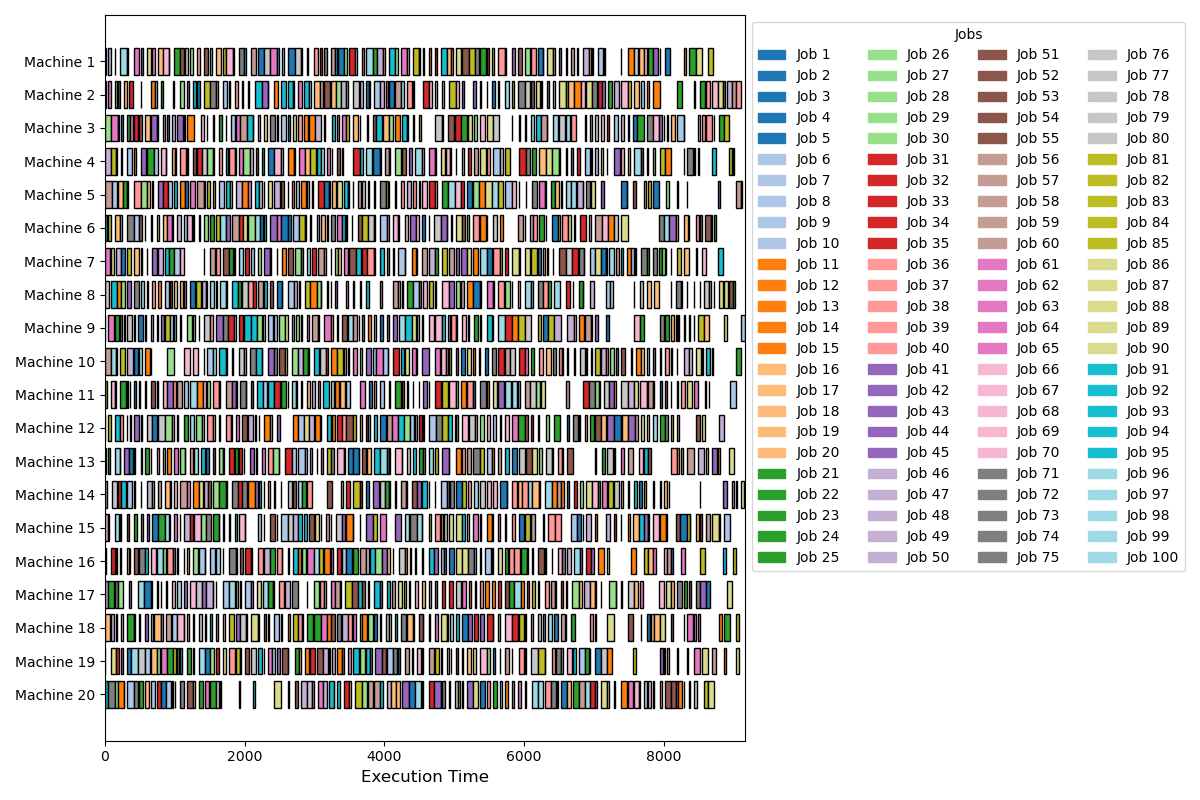 Machine 1
Machine 2
Machine 3
Machine 4
Machine 5
Machine 6
Machine 7
Machine 8
Machine 9
Machine 10
Machine 11
Machine 12
Machine 13
Machine 14
Machine 15
Machine 16
Machine 17
Machine 18
Machine 19
Machine 20
0 2000 4000 6000 8000
Execution Time
Jobs
Job 1 Job 26 Job 51 Job 76
Job 2 Job 27 Job 52 Job 77
Job 3 Job 28 Job 53 Job 78
Job 4 Job 29 Job 54 Job 79
Job 5 Job 30 Job 55 Job 80
Job 6 Job 31 Job 56 Job 81
Job 7 Job 32 Job 57 Job 82
Job 8 Job 33 Job 58 Job 83
Job 9 Job 34 Job 59 Job 84
Job 10 Job 35 Job 60 Job 85
Job 11 Job 36 Job 61 Job 86
Job 12 Job 37 Job 62 Job 87
Job 13 Job 38 Job 63 Job 88
Job 14 Job 39 Job 64 Job 89
Job 15 Job 40 Job 65 Job 90
Job 16 Job 41 Job 66 Job 91
Job 17 Job 42 Job 67 Job 92
Job 18 Job 43 Job 68 Job 93
Job 19 Job 44 Job 69 Job 94
Job 20 Job 45 Job 70 Job 95
Job 21 Job 46 Job 71 Job 96
Job 22 Job 47 Job 72 Job 97
Job 23 Job 48 Job 73 Job 98
Job 24 Job 49 Job 74 Job 99
Job 25 Job 50 Job 75 Job 100